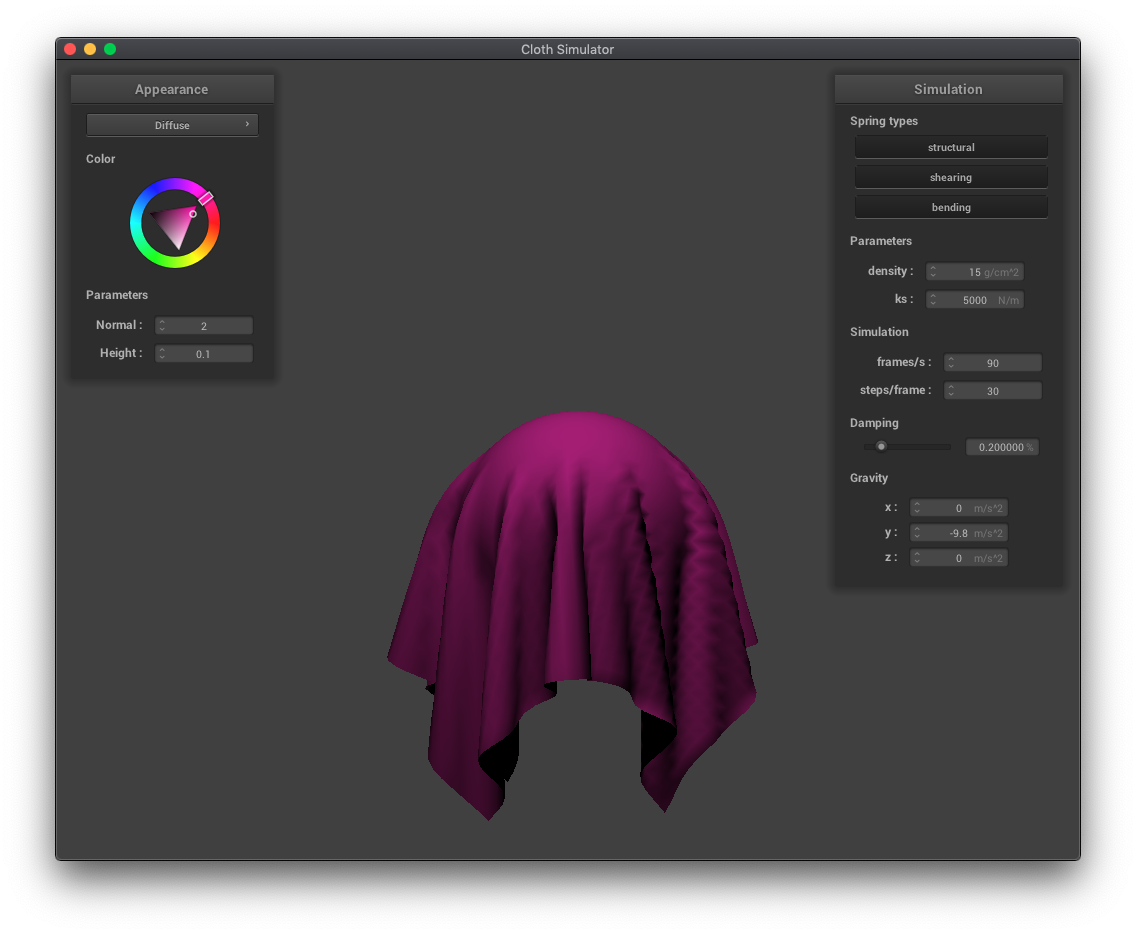 Cloth Simulator
Appearance
Diffuse ›
Color
Parameters
Normal : 2
Height : 0.1
Simulation
Spring types
structural
shearing
bending
Parameters
density : 15 g/cm^2
ks : 5000 N/m
Simulation
frames/s : 90
steps/frame : 30
Damping
0.200000 %
Gravity
x : 0 m/s^2
y : -9.8 m/s^2
z : 0 m/s^2